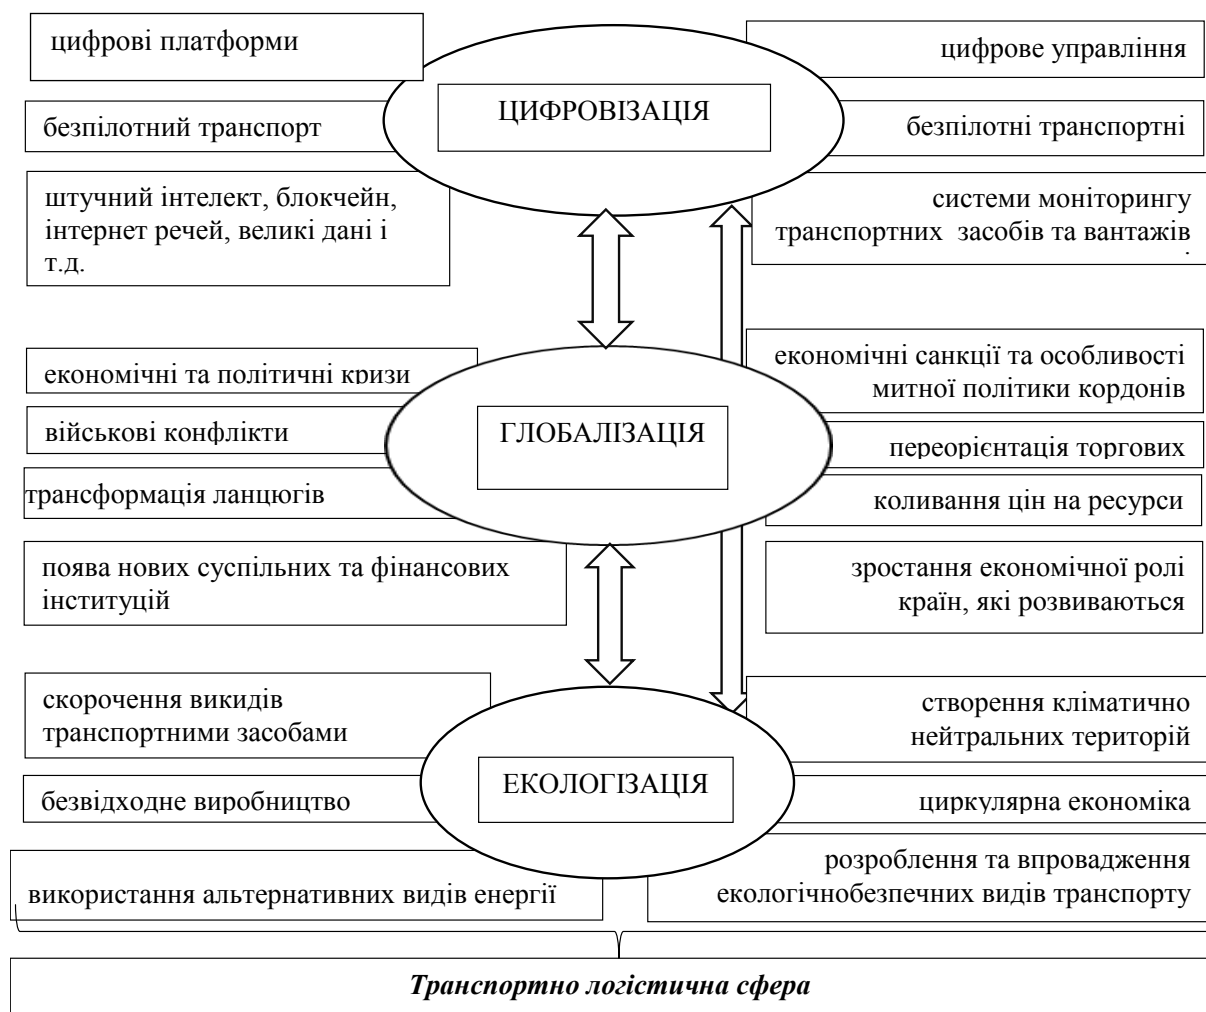 цифрові платформи
цифрове управління
ЦИФРОВІЗАЦІЯ
безпілотний транспорт
безпілотні транспортні
штучний інтелект, блокчейн,
інтернет речей, великі дані і
т.д.
системи моніторингу
транспортних засобів та вантажів
економічні та політичні кризи
економічні санкції та особливості
митної політики кордонів
військові конфлікти
ГЛОБАЛІЗАЦІЯ
переорієнтація торгових
трансформація ланцюгів
коливання цін на ресурси
поява нових суспільних та фінансових
інституцій
зростання економічної ролі
країн, які розвиваються
скорочення викидів
транспортними засобами
створення кліматично
нейтральних територій
ЕКОЛОГІЗАЦІЯ
безвідходне виробництво
циркулярна економіка
використання альтернативних видів енергії
розроблення та впровадження
екологічнобезпечних видів транспорту
Транспортно логістична сфера